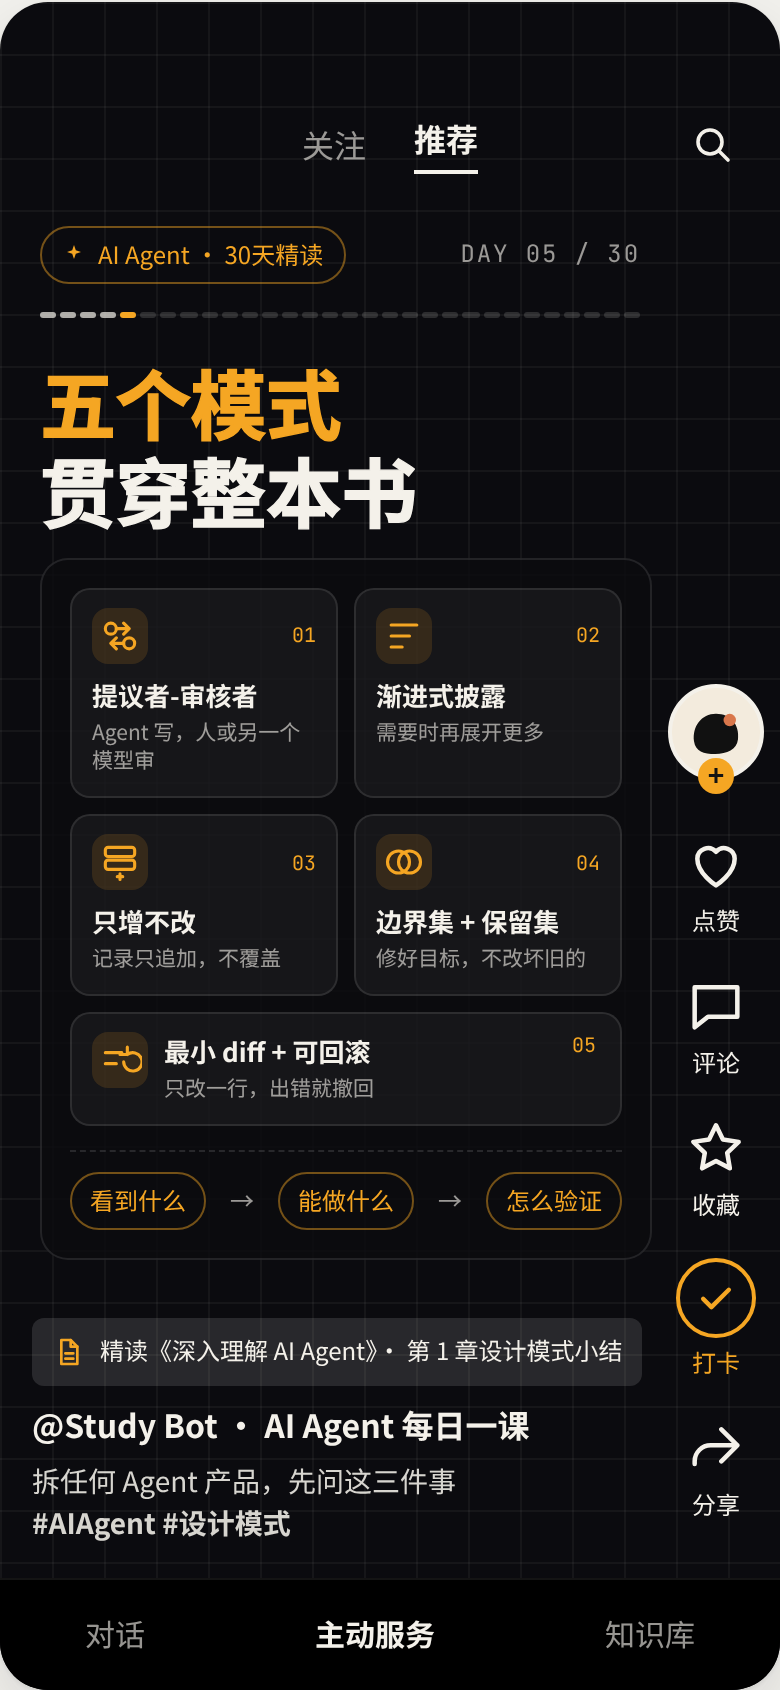 关注 推荐
AI Agent · 30天精读 DAY 05 / 30
五个模式
贯穿整本书
01
提议者-审核者
Agent 写，人或另一个
模型审
02
渐进式披露
需要时再展开更多
03
只增不改
记录只追加，不覆盖
04
边界集 + 保留集
修好目标，不改坏旧的
05
最小 diff + 可回滚
只改一行，出错就撤回
看到什么 → 能做什么 → 怎么验证
点赞
评论
收藏
打卡
分享
精读《深入理解 AI Agent》· 第 1 章设计模式小结
@Study Bot · AI Agent 每日一课
拆任何 Agent 产品，先问这三件事
#AIAgent #设计模式
对话 主动服务 知识库